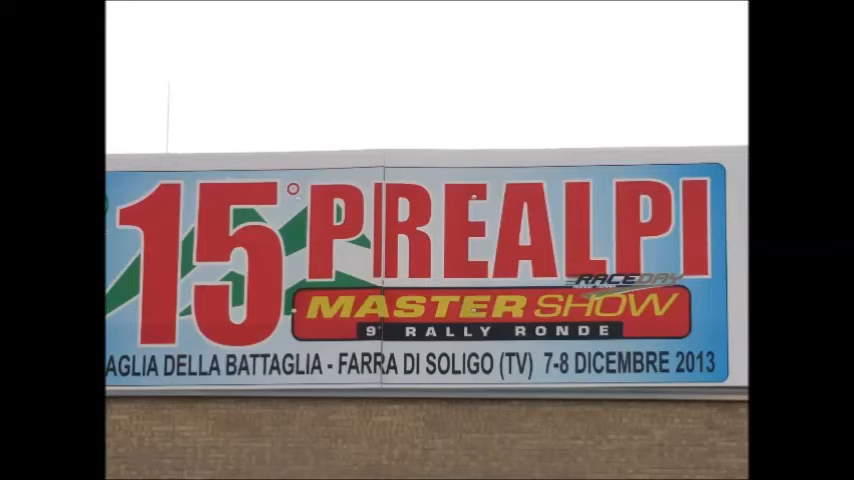 15° PREALPI
RACEDAY
MASTER SHOW
9° RALLY RONDE
AGLIA DELLA BATTAGLIA - FARRA DI SOLIGO (TV) 7-8 DICEMBRE 2013